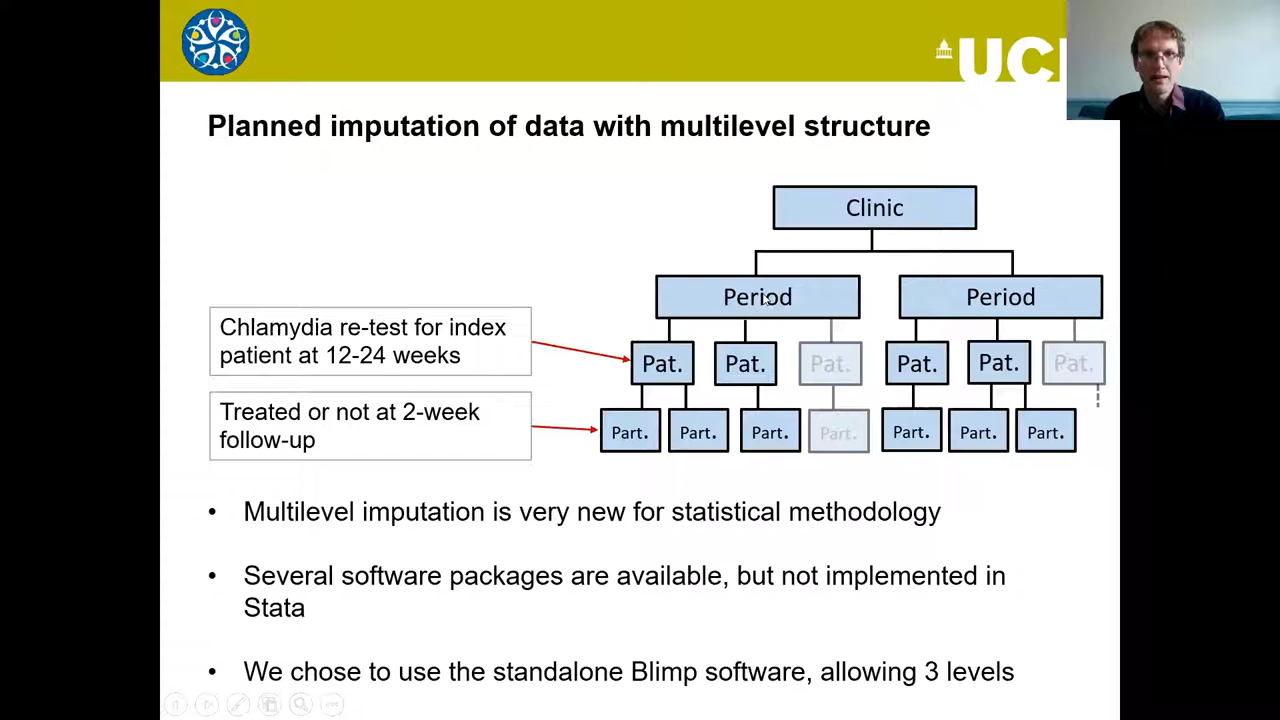 UCL
Planned imputation of data with multilevel structure
Clinic
Period
Period
Chlamydia re-test for index
patient at 12-24 weeks
Pat.
Pat.
Pat.
Pat.
Pat.
Pat.
Treated or not at 2-week
follow-up
Part.
Part.
Part.
Part.
Part.
Part.
Part.
• Multilevel imputation is very new for statistical methodology
• Several software packages are available, but not implemented in
Stata
• We chose to use the standalone Blimp software, allowing 3 levels